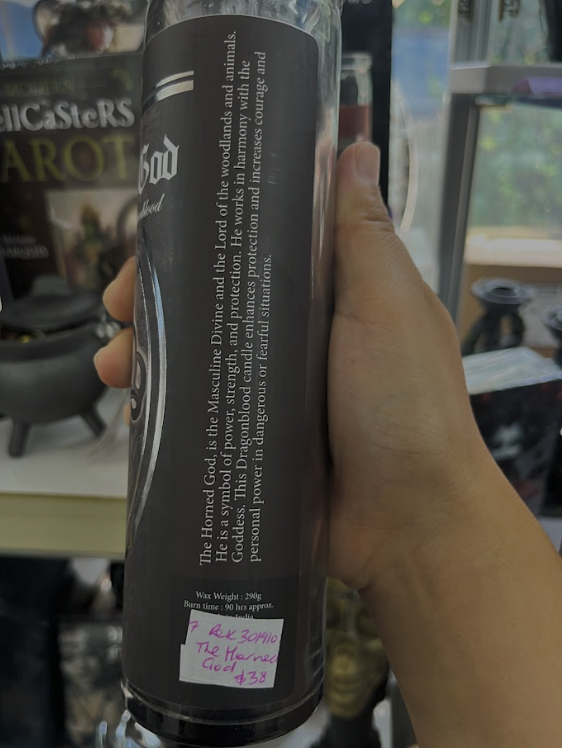 ellCaSteRS
AROT
God
blood
The Horned God, is the Masculine Divine and the Lord of the woodlands and animals.
He is a symbol of power, strength, and protection. He works in harmony with the
Goddess. This Dragonblood candle enhances protection and increases courage and
personal power in dangerous or fearful situations.
Wax Weight : 290g
Burn time : 90 hrs approx.
India
301910
The Horned
God
$38